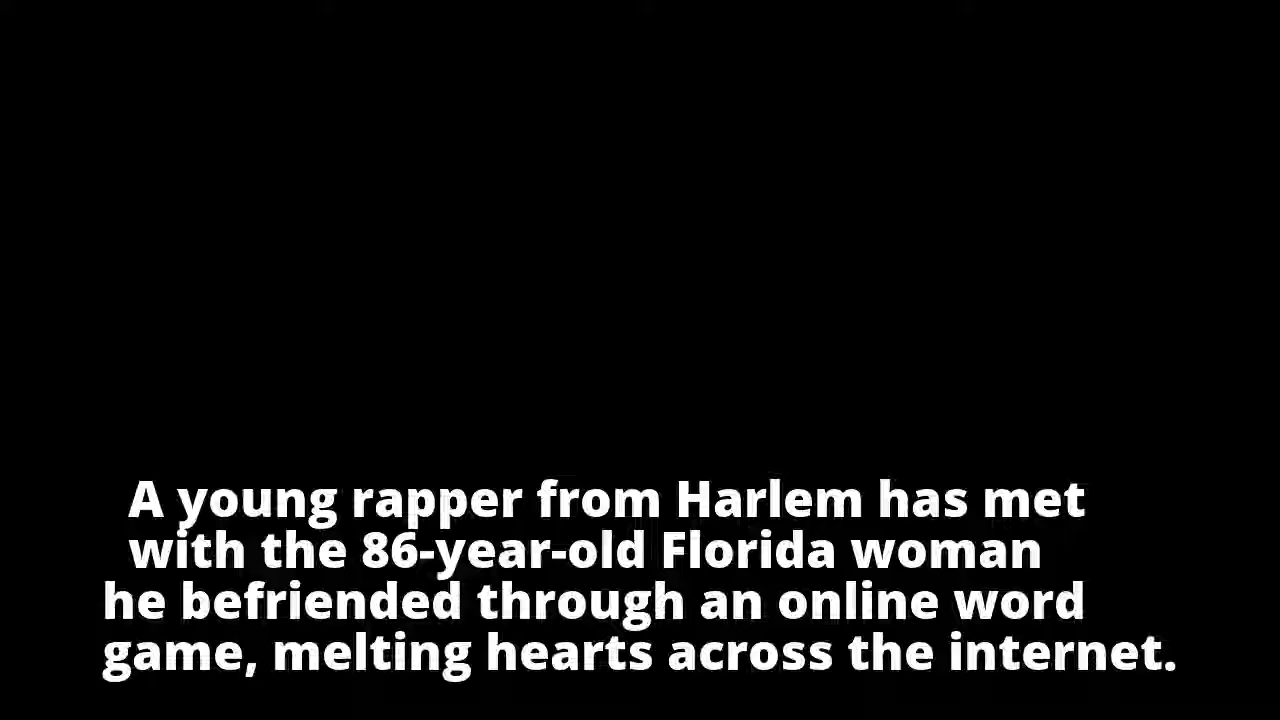 A young rapper from Harlem has met
with the 86-year-old Florida woman
he befriended through an online word
game, melting hearts across the internet.